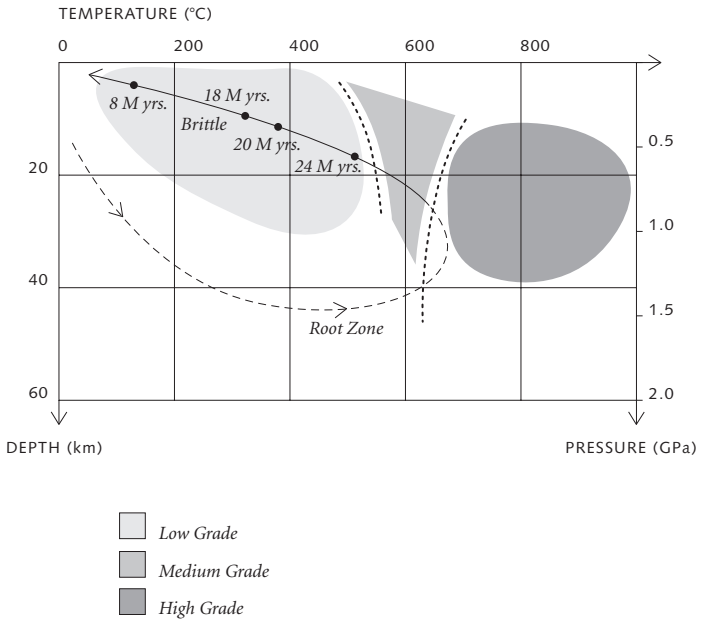 TEMPERATURE (°C)
0 200 400 600 800
8 M yrs.
18 M yrs.
Brittle
20 M yrs.
24 M yrs.
0.5
20
1.0
40
1.5
Root Zone
60
2.0
DEPTH (km)
PRESSURE (GPa)
Low Grade
Medium Grade
High Grade